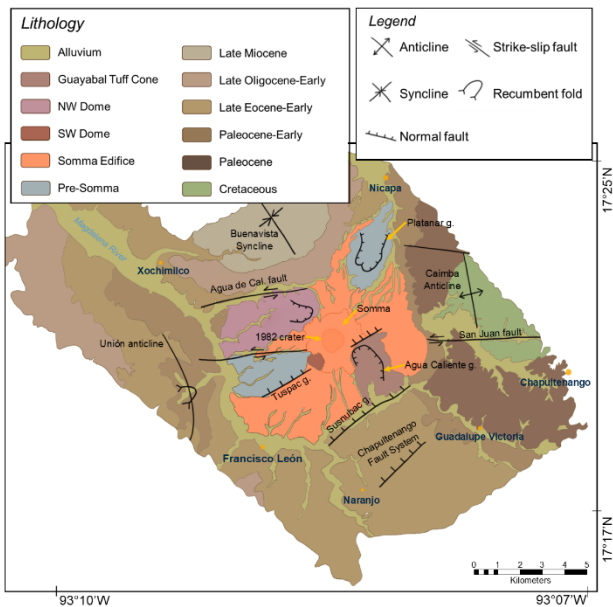 Lithology
Alluvium
Guayabal Tuff Cone
NW Dome
SW Dome
Somma Edifice
Pre-Somma
Late Miocene
Late Oligocene-Early
Late Eocene-Early
Paleocene-Early
Paleocene
Cretaceous
Legend
Anticline
Strike-slip fault
Syncline
Recumbent fold
Normal fault
17°25'N
Nicapa
Platanar g.
Magdalena River
Buenavista
Syncline
Xochimilco
Caimba
Anticline
Agua de Cal. fault
Somma
1982 crater
San Juan fault
Unión anticline
Agua Caliente g.
Chapultenango
Tuspac g.
Susnubac g.
Chapultenango
Fault System
Guadalupe Victoria
Francisco León
Naranjo
17°17'N
0 1 2 3 4 5
Kilometers
93°10'W
93°07'W